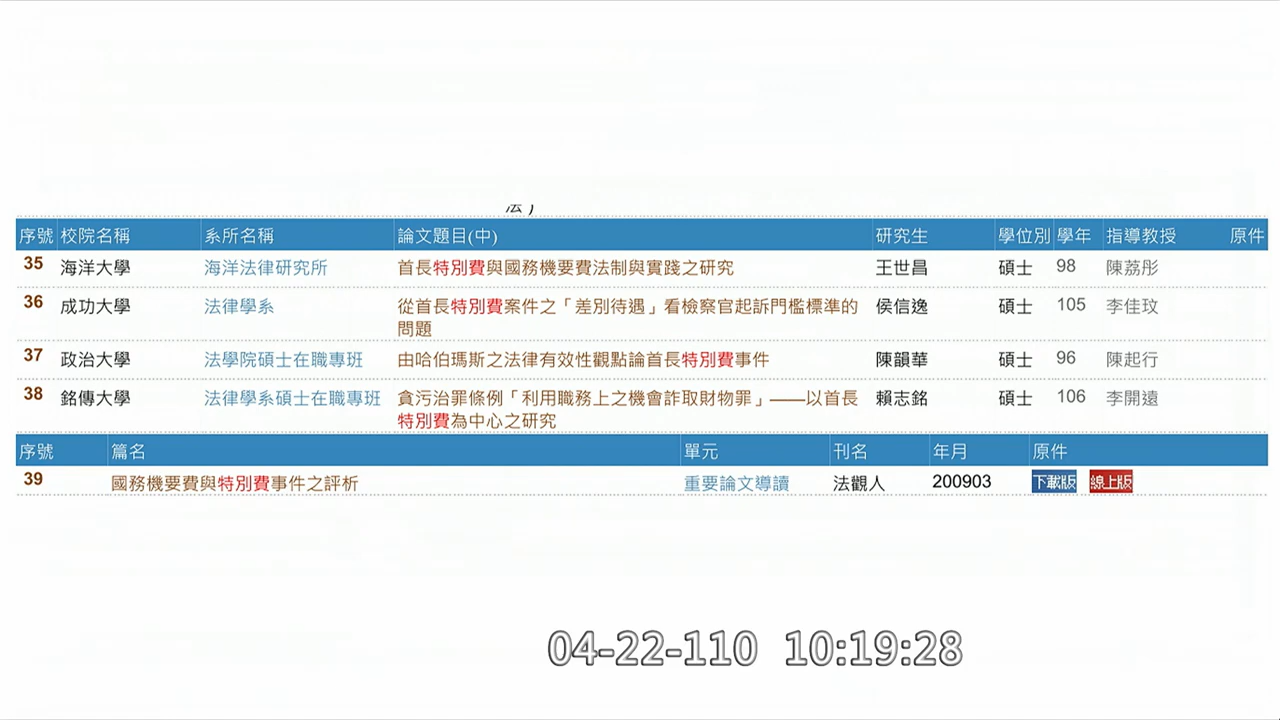 法)
序號 校院名稱 系所名稱 論文題目(中) 研究生 學位別 學年 指導教授 原件
35 海洋大學 海洋法律研究所 首長特別費與國務機要費法制與實踐之研究 王世昌 碩士 98 陳荔彤
36 成功大學 法律學系 從首長特別費案件之「差別待遇」看檢察官起訴門檻標準的 侯信逸 碩士 105 李佳玟
問題
37 政治大學 法學院碩士在職專班 由哈伯瑪斯之法律有效性觀點論首長特別費事件 陳韻華 碩士 96 陳起行
38 銘傳大學 法律學系碩士在職專班 貪污治罪條例「利用職務上之機會詐取財物罪」——以首長 賴志銘 碩士 106 李開遠
特別費為中心之研究
序號 篇名 單元 刊名 年月 原件
39 國務機要費與特別費事件之評析 重要論文導讀 法觀人 200903 下載版 線上版
04-22-110 10:19:28